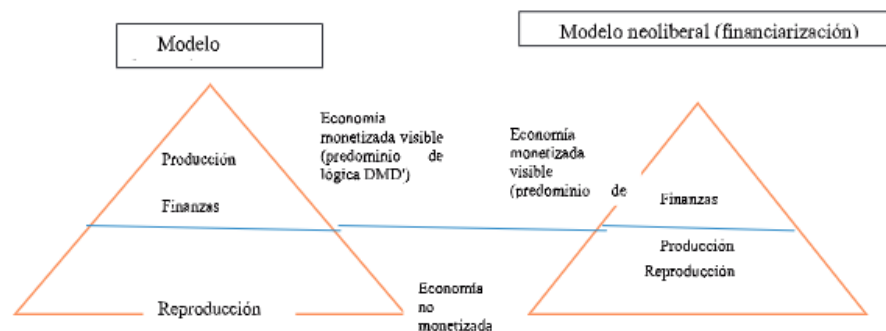 Modelo
Modelo neoliberal (financiarización)
Producción
Finanzas
Economía
monetizada visible
(predominio de
lógica DMD')
Reproducción
Economía
no
monetizada
Economía
monetizada
visible
(predominio de
Finanzas
Producción
Reproducción